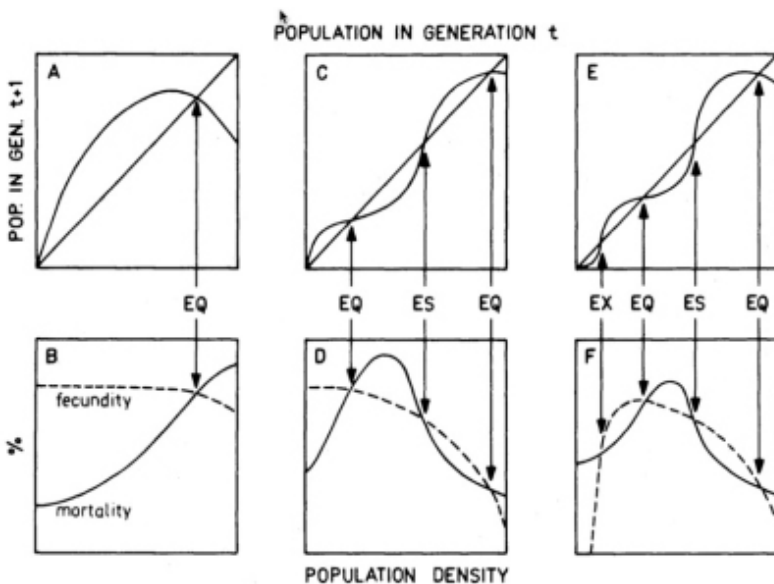 POPULATION IN GENERATION t
A
C
E
POP. IN GEN. t+1
EQ
EQ ES EQ
EX EQ ES EQ
B
D
F
fecundity
mortality
%
POPULATION DENSITY